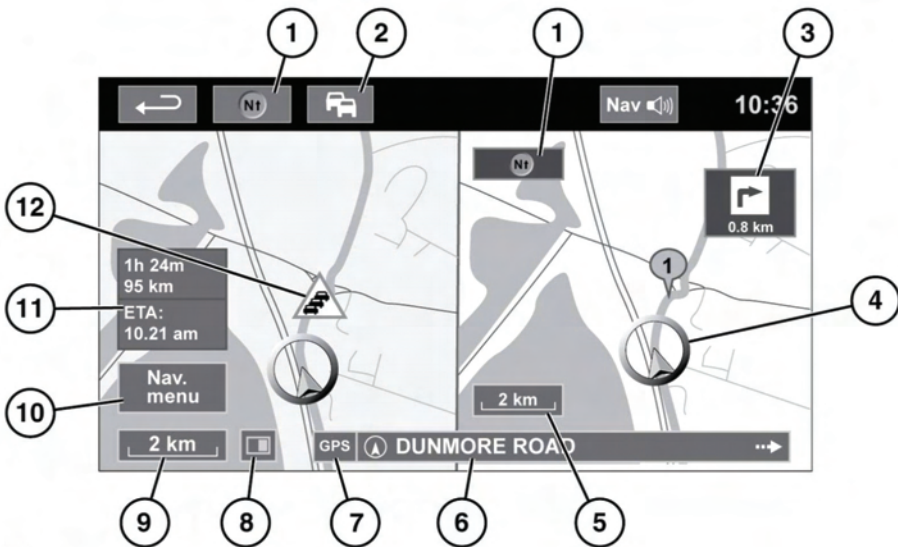 1 2 1 3
Nt Nav 10:36
Nt
0.8 km
12
1h 24m
95 km
1
11
ETA:
10.21 am
4
Nav.
menu
2 km
10
2 km GPS DUNMORE ROAD
9 8 7 6 5